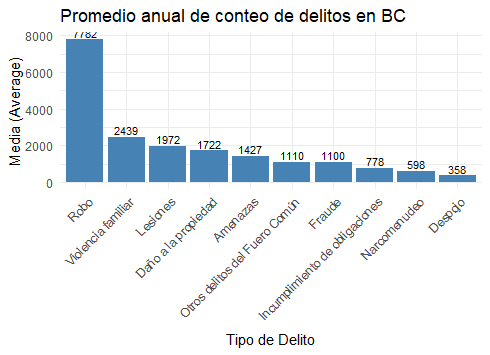 Promedio anual de conteo de delitos en BC
Media (Average)
8000
6000
4000
2000
0
7782
2439
1972
1722
1427
1110
1100
778
598
358
Robo
Violencia familiar
Lesiones
Daño a la propiedad
Amenazas
Otros delitos del Fuero Común
Fraude
Incumplimiento de obligaciones
Narcomenudeo
Despojo
Tipo de Delito